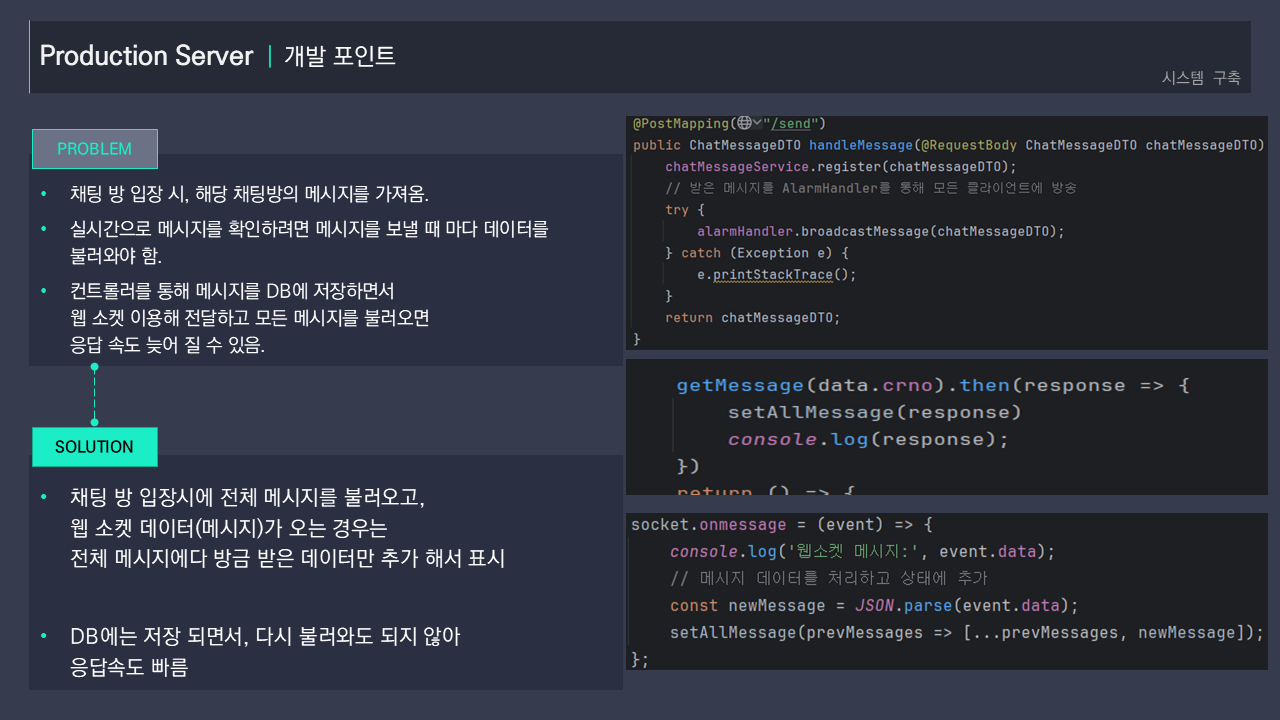 Production Server | 개발 포인트
시스템 구축
PROBLEM
• 채팅 방 입장 시, 해당 채팅방의 메시지를 가져옴.
• 실시간으로 메시지를 확인하려면 메시지를 보낼 때 마다 데이터를
불러와야 함.
• 컨트롤러를 통해 메시지를 DB에 저장하면서
웹 소켓 이용해 전달하고 모든 메시지를 불러오면
응답 속도 늦어 질 수 있음.
SOLUTION
• 채팅 방 입장시에 전체 메시지를 불러오고,
웹 소켓 데이터(메시지)가 오는 경우는
전체 메시지에다 방금 받은 데이터만 추가 해서 표시
• DB에는 저장 되면서, 다시 불러와도 되지 않아
응답속도 빠름
@PostMapping("/send")
public ChatMessageDTO handleMessage(@RequestBody ChatMessageDTO chatMessageDTO)
chatMessageService.register(chatMessageDTO);
// 받은 메시지를 AlarmHandler를 통해 모든 클라이언트에 방송
try {
alarmHandler.broadcastMessage(chatMessageDTO);
} catch (Exception e) {
e.printStackTrace();
}
return chatMessageDTO;
}
getMessage(data.crno).then(response => {
setAllMessage(response)
console.log(response);
})
return () => {
socket.onmessage = (event) => {
console.log('웹소켓 메시지:', event.data);
// 메시지 데이터를 처리하고 상태에 추가
const newMessage = JSON.parse(event.data);
setAllMessage(prevMessages => [...prevMessages, newMessage]);
};